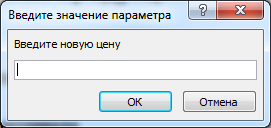 Введите значение параметра
Введите новую цену
ОК
Отмена